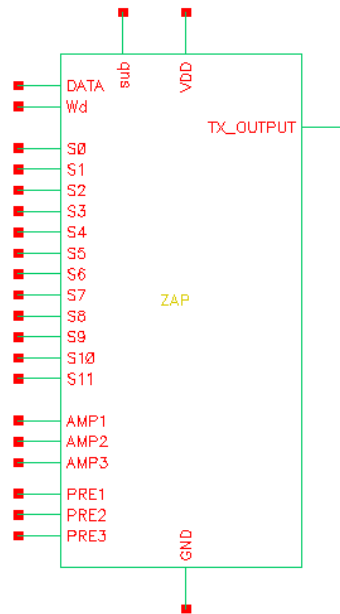 sub
VDD
DATA
Wd
TX_OUTPUT
S0
S1
S2
S3
S4
S5
S6
S7
ZAP
S8
S9
S10
S11
AMP1
AMP2
AMP3
PRE1
PRE2
PRE3
GND